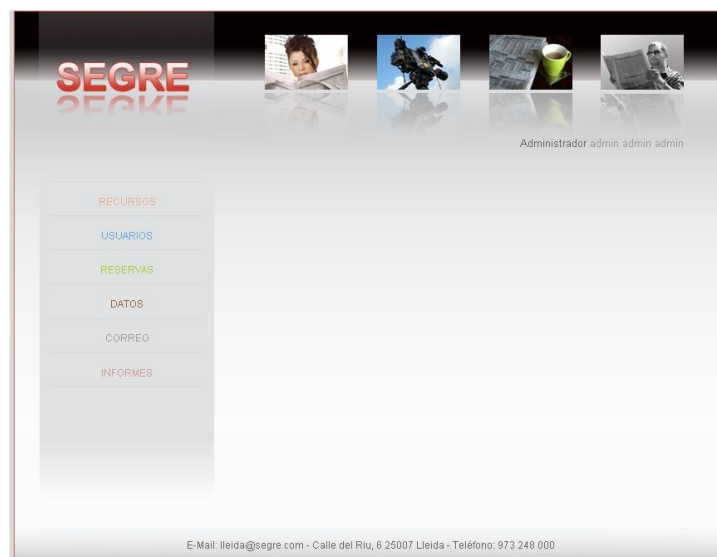 SEGRE
Administrador admin admin admin
RECURSOS
USUARIOS
RESERVAS
DATOS
CORREO
INFORMES
E-Mail: lleida@segre.com - Calle del Riu, 6 25007 Lleida - Teléfono: 973 248 000